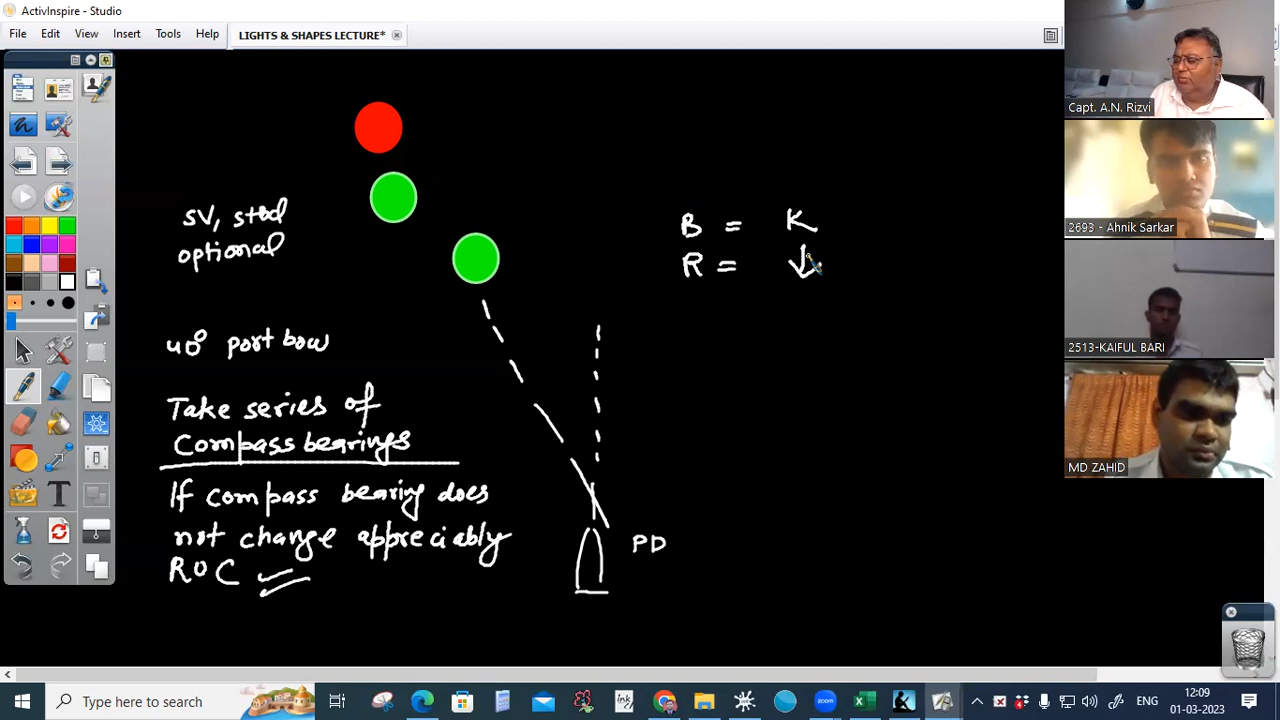 ActivInspire - Studio
File Edit View Insert Tools Help
LIGHTS & SHAPES LECTURE*
SV, stbd
optional
40° port bow
Take series of
Compass bearings
If compass bearing does
not change appreciably
ROC
B = K
R = ↓
PD
Capt. A.N. Rizvi
2693 - Ahnik Sarkar
2513-KAIFUL BARI
MD ZAHID
Type here to search
zoom
ENG
12:09
01-03-2023